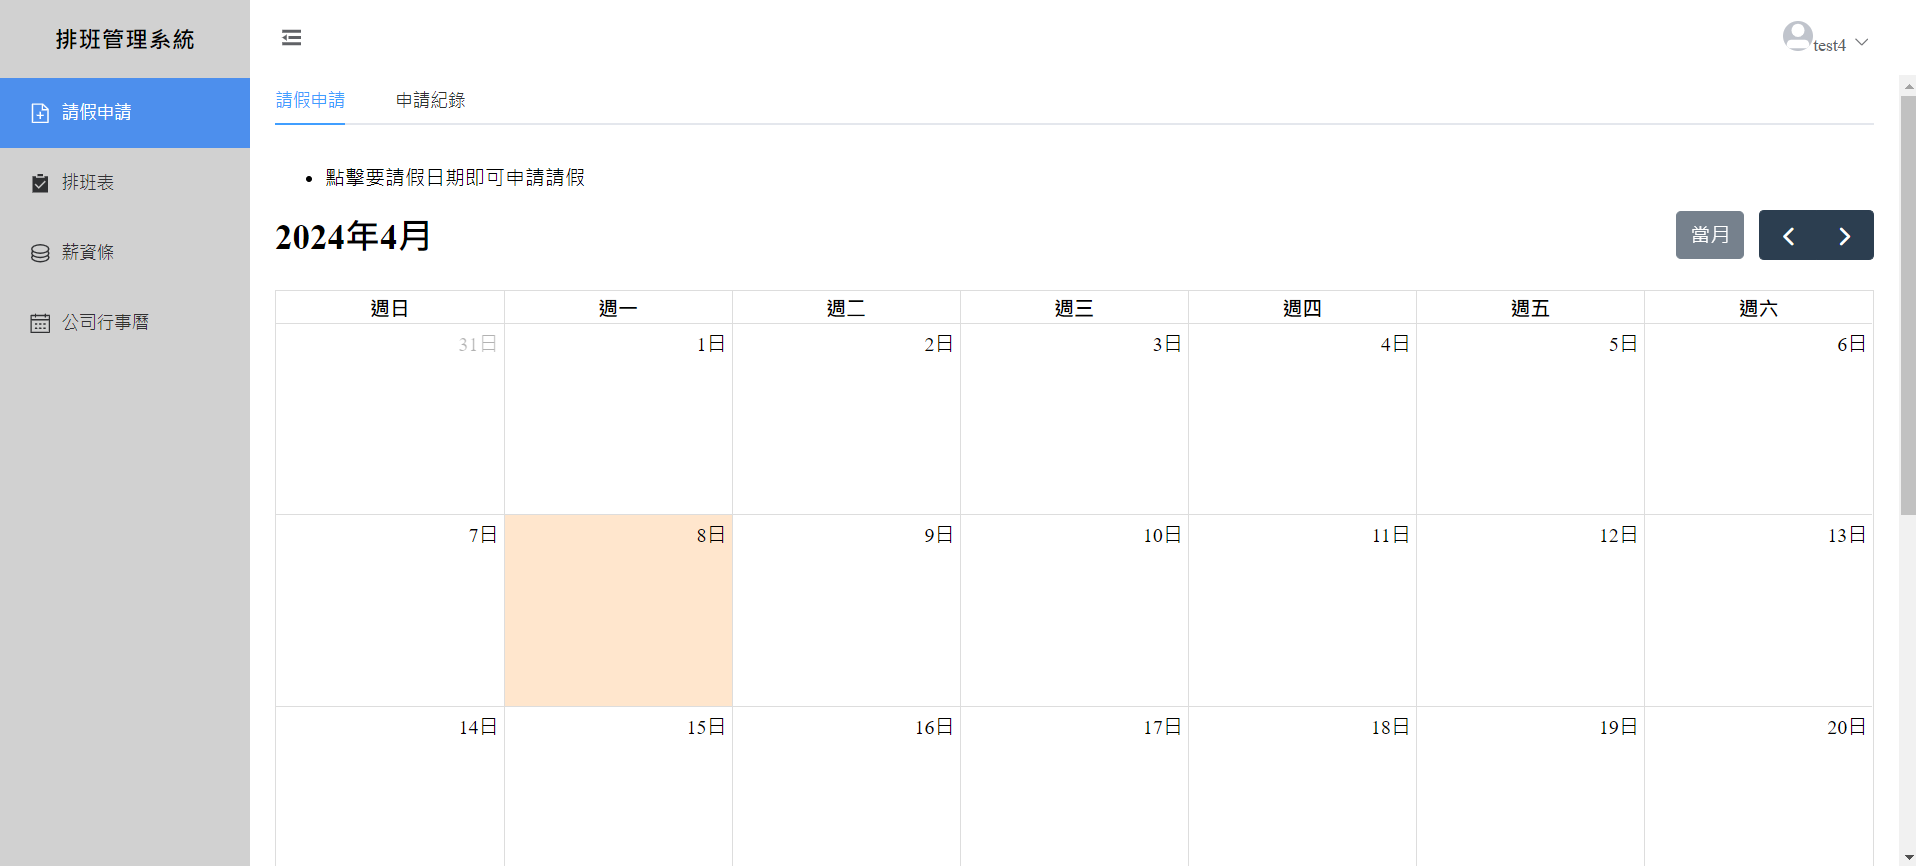 排班管理系統
test4
請假申請
排班表
薪資條
公司行事曆
請假申請 申請紀錄
點擊要請假日期即可申請請假
2024年4月
當月
週日 週一 週二 週三 週四 週五 週六
31日 1日 2日 3日 4日 5日 6日
7日 8日 9日 10日 11日 12日 13日
14日 15日 16日 17日 18日 19日 20日